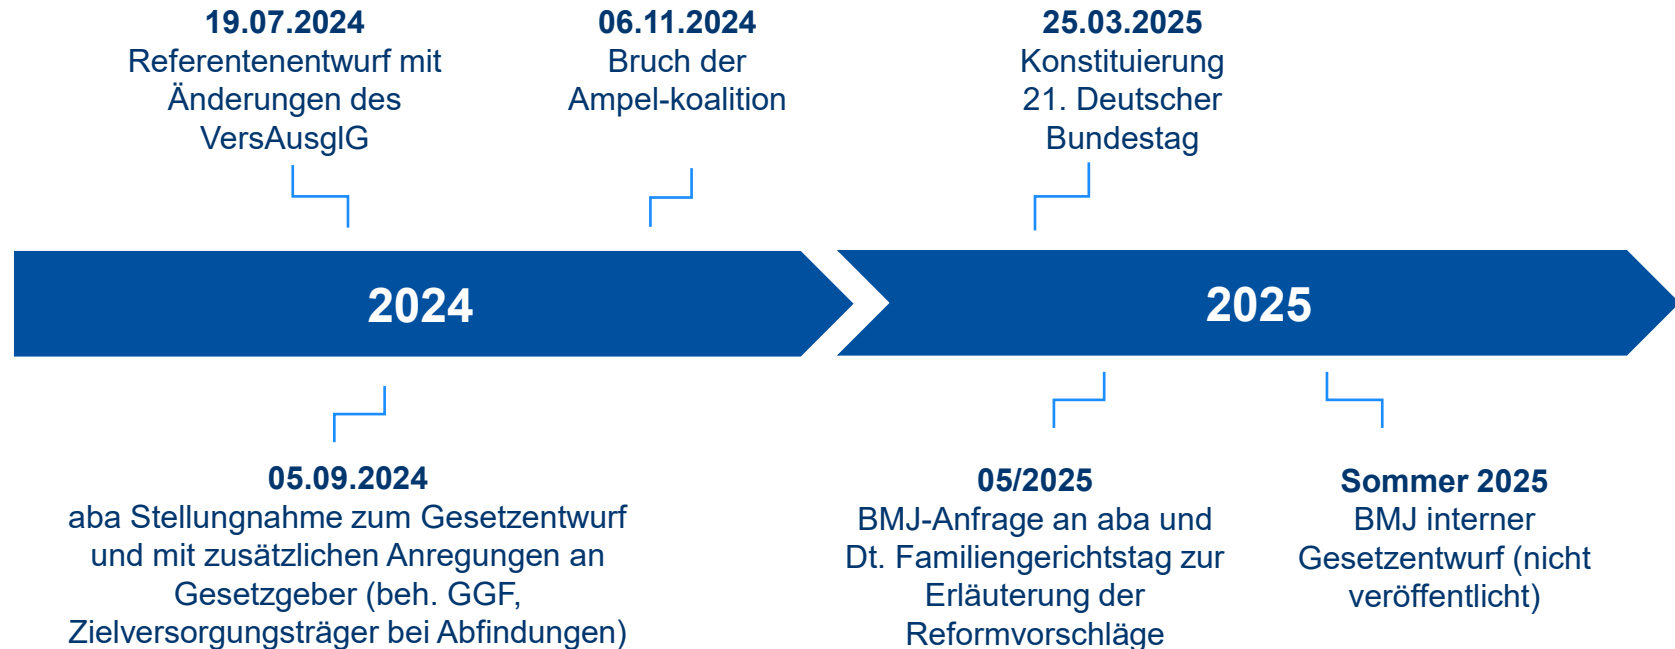 19.07.2024
Referentenentwurf mit
Änderungen des
VersAusglG
06.11.2024
Bruch der
Ampel-koalition
25.03.2025
Konstituierung
21. Deutscher
Bundestag
2024
2025
05.09.2024
aba Stellungnahme zum Gesetzentwurf
und mit zusätzlichen Anregungen an
Gesetzgeber (beh. GGF,
Zielversorgungsträger bei Abfindungen)
05/2025
BMJ-Anfrage an aba und
Dt. Familiengerichtstag zur
Erläuterung der
Reformvorschläge
Sommer 2025
BMJ interner
Gesetzentwurf (nicht
veröffentlicht)